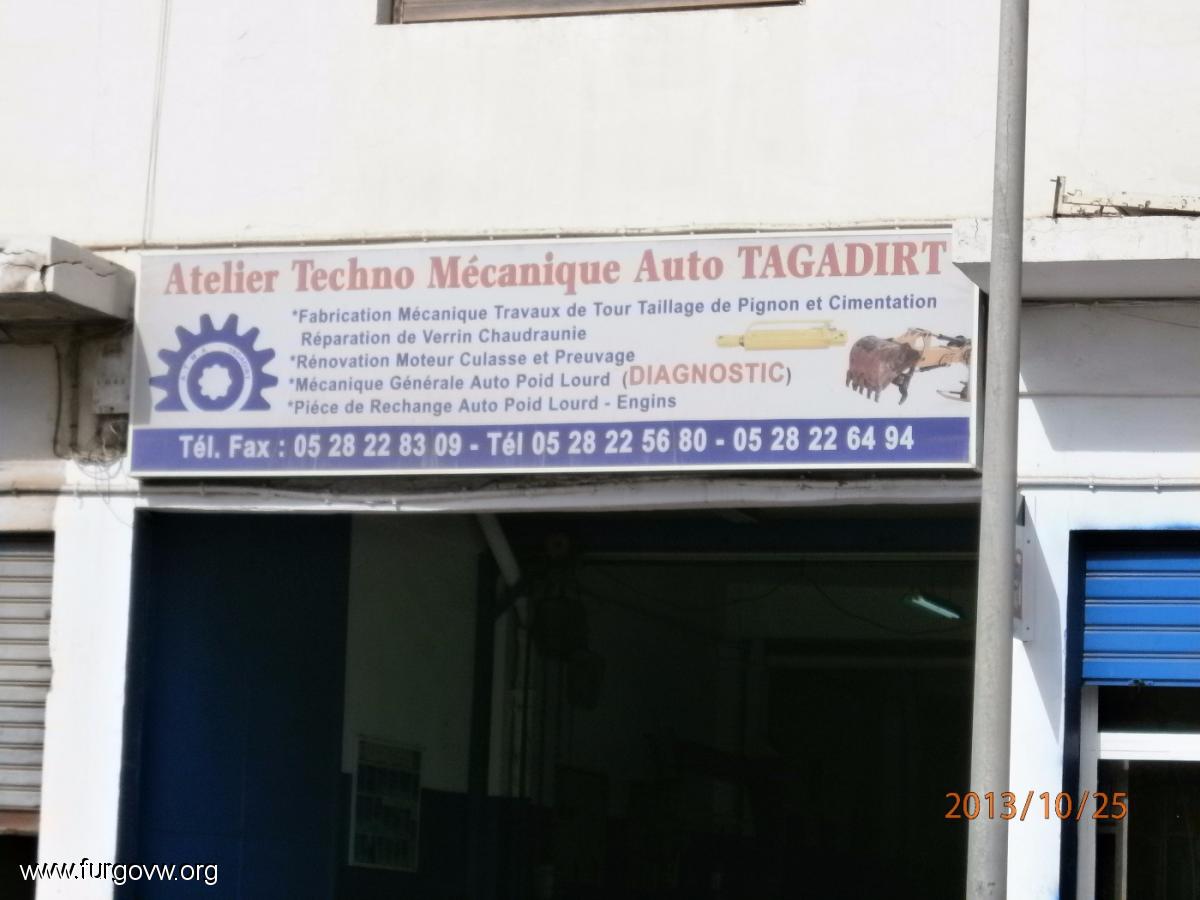 Atelier Techno Mécanique Auto TAGADIRT
*Fabrication Mécanique Travaux de Tour Taillage de Pignon et Cimentation
Réparation de Verrin Chaudraunie
*Rénovation Moteur Culasse et Preuvage
*Mécanique Générale Auto Poid Lourd (DIAGNOSTIC)
*Piéce de Rechange Auto Poid Lourd - Engins
Tél. Fax : 05 28 22 83 09 - Tél 05 28 22 56 80 - 05 28 22 64 94
2013/10/25
www.furgovw.org